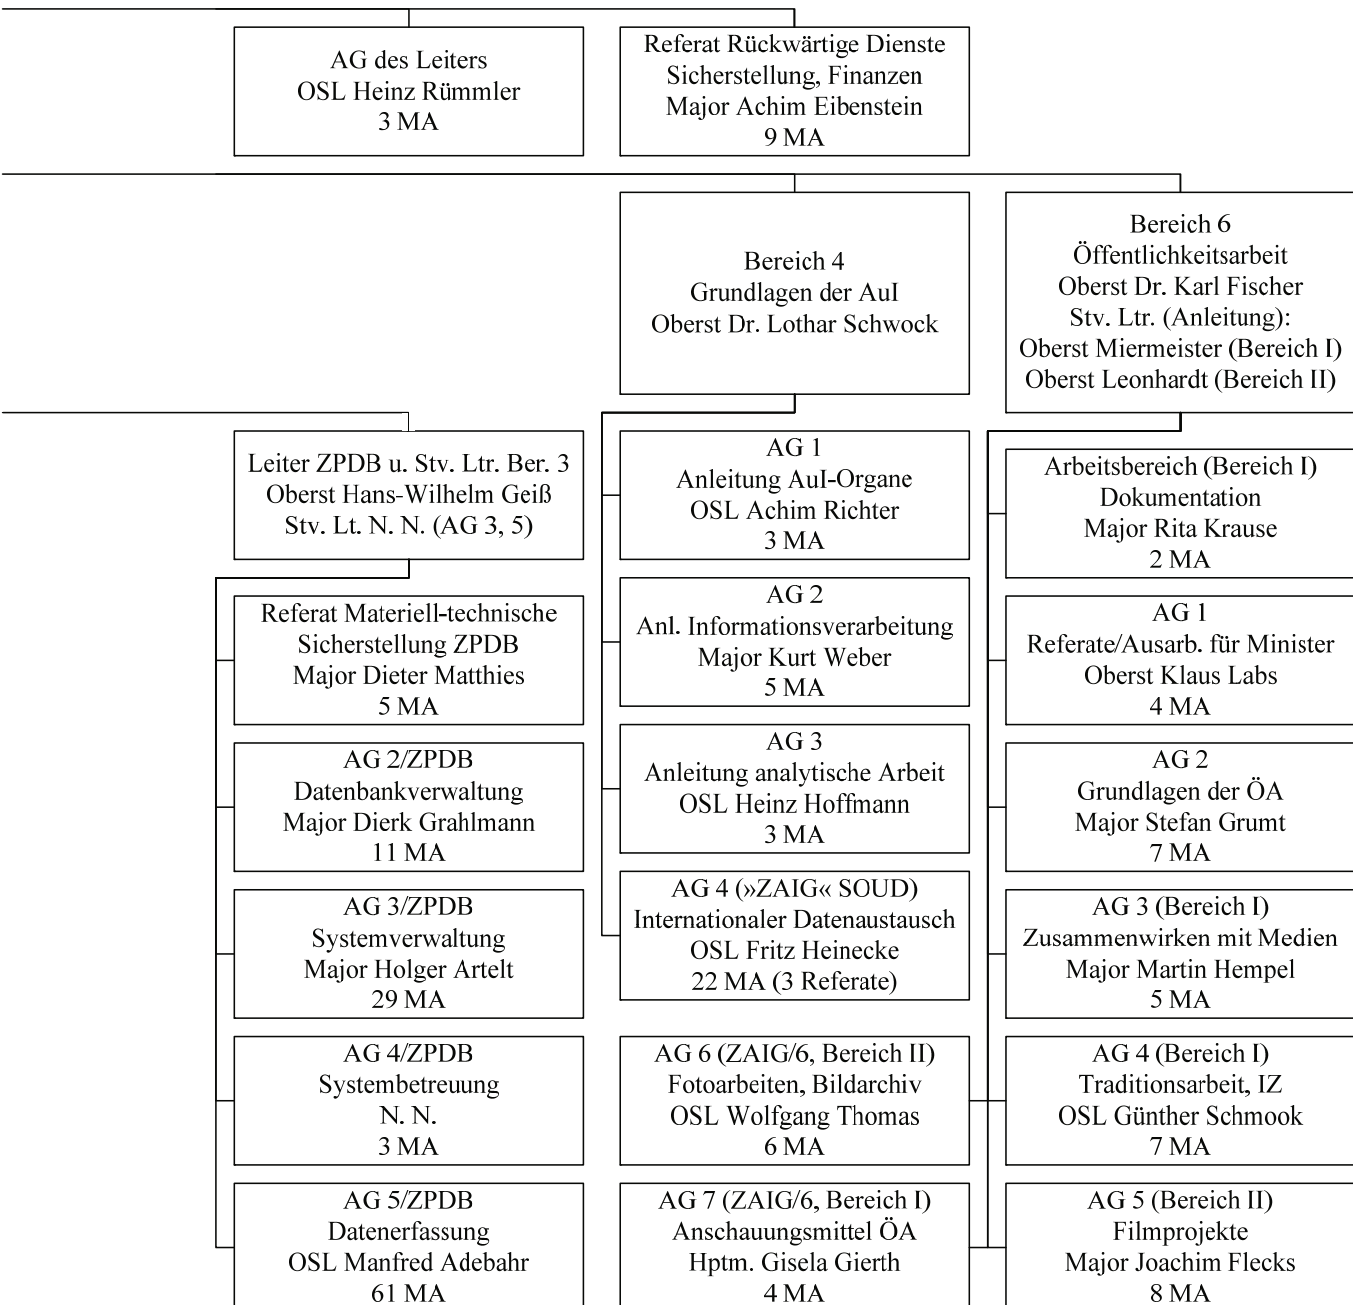 AG des Leiters
OSL Heinz Rümmler
3 MA
Referat Rückwärtige Dienste
Sicherstellung, Finanzen
Major Achim Eibenstein
9 MA
Bereich 4
Grundlagen der AuI
Oberst Dr. Lothar Schwock
Bereich 6
Öffentlichkeitsarbeit
Oberst Dr. Karl Fischer
Stv. Ltr. (Anleitung):
Oberst Miermeister (Bereich I)
Oberst Leonhardt (Bereich II)
Leiter ZPDB u. Stv. Ltr. Ber. 3
Oberst Hans-Wilhelm Geiß
Stv. Lt. N. N. (AG 3, 5)
Referat Materiell-technische
Sicherstellung ZPDB
Major Dieter Matthies
5 MA
AG 2/ZPDB
Datenbankverwaltung
Major Dierk Grahlmann
11 MA
AG 3/ZPDB
Systemverwaltung
Major Holger Artelt
29 MA
AG 4/ZPDB
Systembetreuung
N. N.
3 MA
AG 5/ZPDB
Datenerfassung
OSL Manfred Adebahr
61 MA
AG 1
Anleitung AuI-Organe
OSL Achim Richter
3 MA
AG 2
Anl. Informationsverarbeitung
Major Kurt Weber
5 MA
AG 3
Anleitung analytische Arbeit
OSL Heinz Hoffmann
3 MA
AG 4 (»ZAIG« SOUD)
Internationaler Datenaustausch
OSL Fritz Heinecke
22 MA (3 Referate)
AG 6 (ZAIG/6, Bereich II)
Fotoarbeiten, Bildarchiv
OSL Wolfgang Thomas
6 MA
AG 7 (ZAIG/6, Bereich I)
Anschauungsmittel ÖA
Hptm. Gisela Gierth
4 MA
Arbeitsbereich (Bereich I)
Dokumentation
Major Rita Krause
2 MA
AG 1
Referate/Ausarb. für Minister
Oberst Klaus Labs
4 MA
AG 2
Grundlagen der ÖA
Major Stefan Grumt
7 MA
AG 3 (Bereich I)
Zusammenwirken mit Medien
Major Martin Hempel
5 MA
AG 4 (Bereich I)
Traditionsarbeit, IZ
OSL Günther Schmook
7 MA
AG 5 (Bereich II)
Filmprojekte
Major Joachim Flecks
8 MA